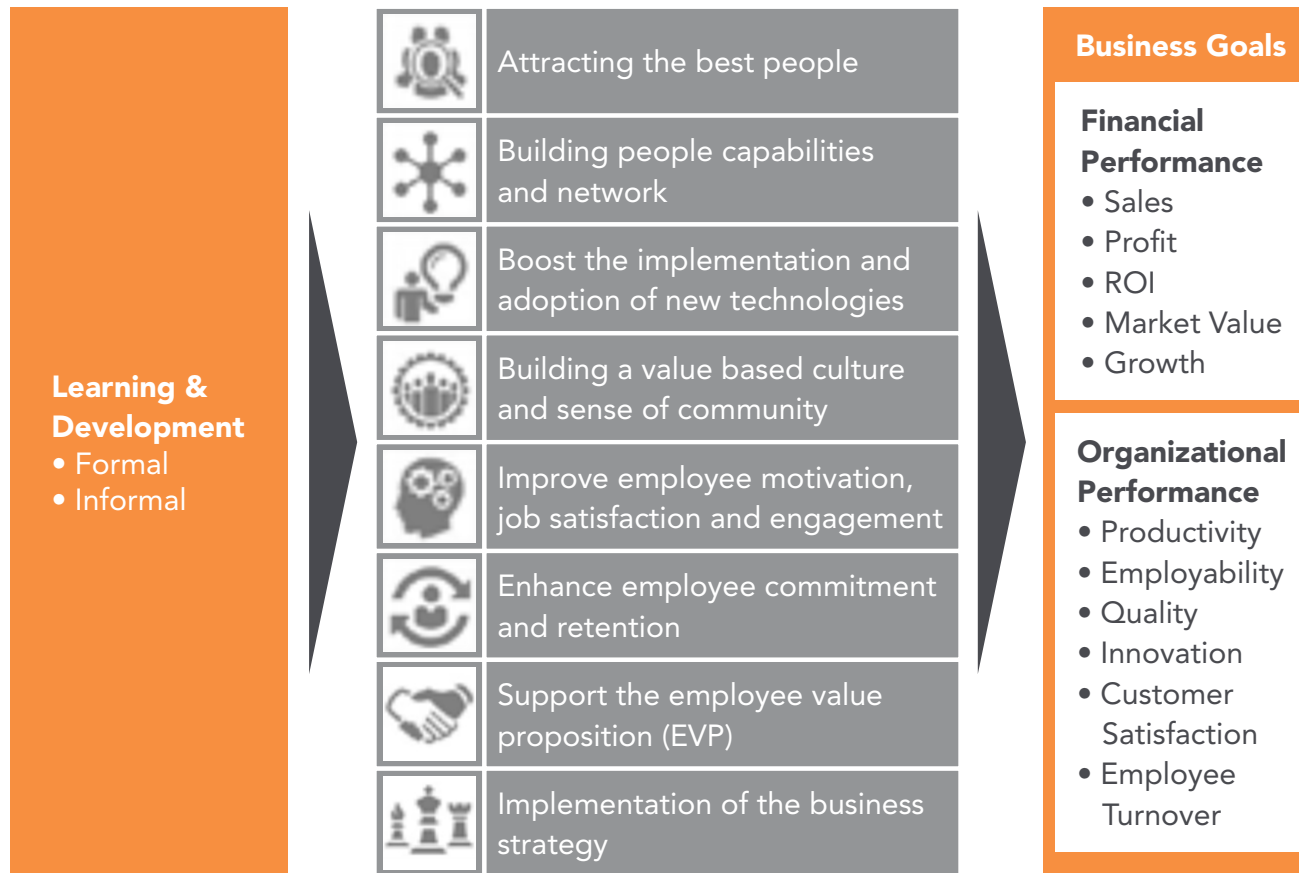 Learning &
Development
• Formal
• Informal
Attracting the best people
Building people capabilities
and network
Boost the implementation and
adoption of new technologies
Building a value based culture
and sense of community
Improve employee motivation,
job satisfaction and engagement
Enhance employee commitment
and retention
Support the employee value
proposition (EVP)
Implementation of the business
strategy
Business Goals
Financial
Performance
• Sales
• Profit
• ROI
• Market Value
• Growth
Organizational
Performance
• Productivity
• Employability
• Quality
• Innovation
• Customer
Satisfaction
• Employee
Turnover